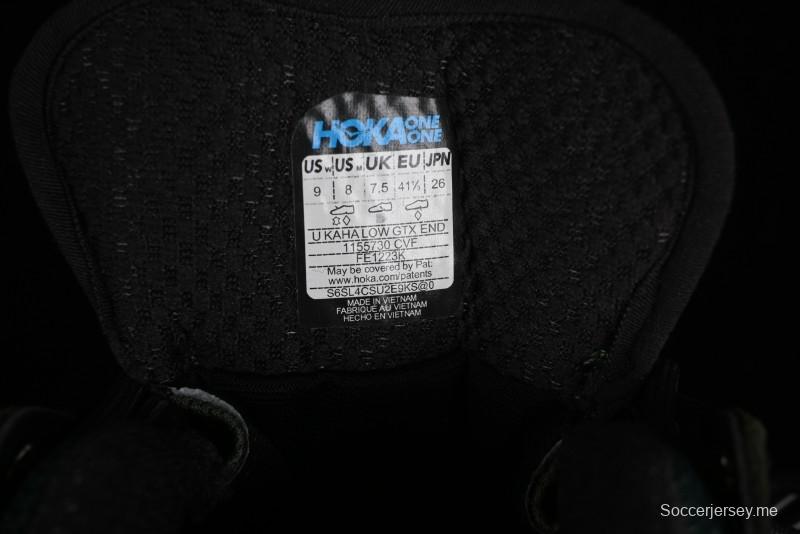 HOKA ONE ONE
US W US M UK EU JPN
9 8 7.5 41⅓ 26
U KAHA LOW GTX END
1155730 CVF
FE1223K
May be covered by Pat:
www.hoka.com/patents
S6SL4CSU2E9KS@0
MADE IN VIETNAM
FABRIQUE AU VIETNAM
HECHO EN VIETNAM
Soccerjersey.me